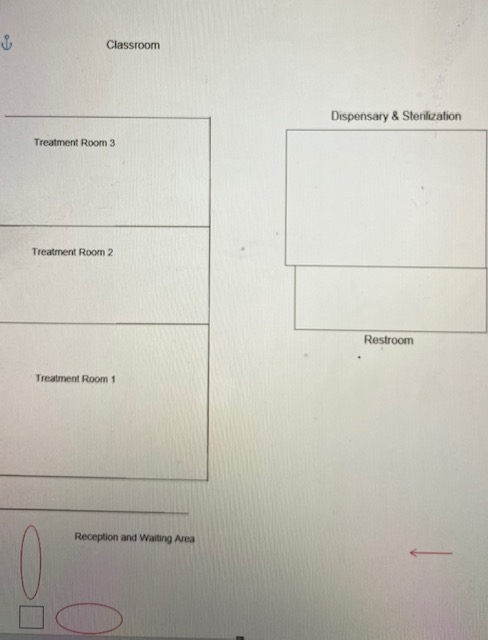 Classroom
Dispensary & Sterilization
Treatment Room 3
Treatment Room 2
Restroom
Treatment Room 1
Reception and Waiting Area